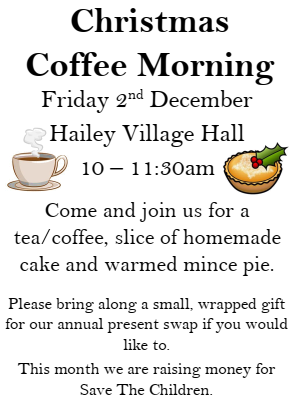 Christmas
Coffee Morning
Friday 2nd December
Hailey Village Hall
10 – 11:30am
Come and join us for a
tea/coffee, slice of homemade
cake and warmed mince pie.
Please bring along a small, wrapped gift
for our annual present swap if you would
like to.
This month we are raising money for
Save The Children.